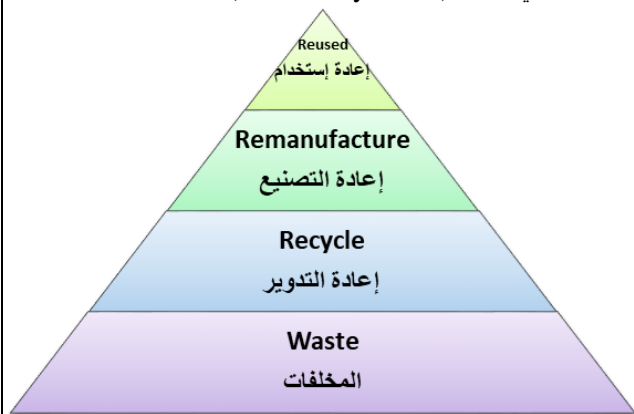 Reused
إعادة إستخدام
Remanufacture
إعادة التصنيع
Recycle
إعادة التدوير
Waste
المخلفات